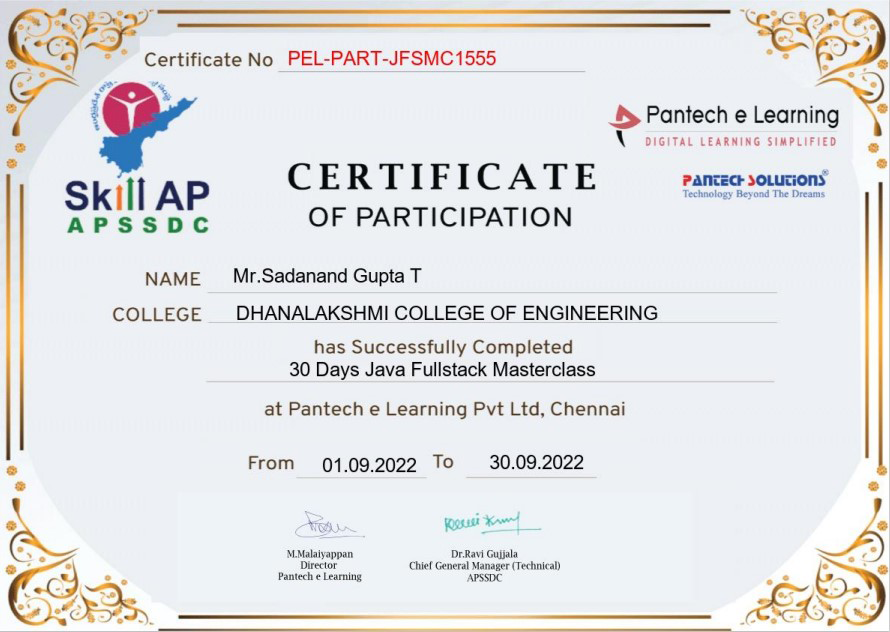 Certificate No PEL-PART-JFSMC1555
Skill AP
APSSDC
Pantech e Learning
DIGITAL LEARNING SIMPLIFIED
PANTECH SOLUTIONS®
Technology Beyond The Dreams
CERTIFICATE
OF PARTICIPATION
NAME Mr.Sadanand Gupta T
COLLEGE DHANALAKSHMI COLLEGE OF ENGINEERING
has Successfully Completed
30 Days Java Fullstack Masterclass
at Pantech e Learning Pvt Ltd, Chennai
From 01.09.2022 To 30.09.2022
M.Malaiyappan
Director
Pantech e Learning
Dr.Ravi Gujjala
Chief General Manager (Technical)
APSSDC